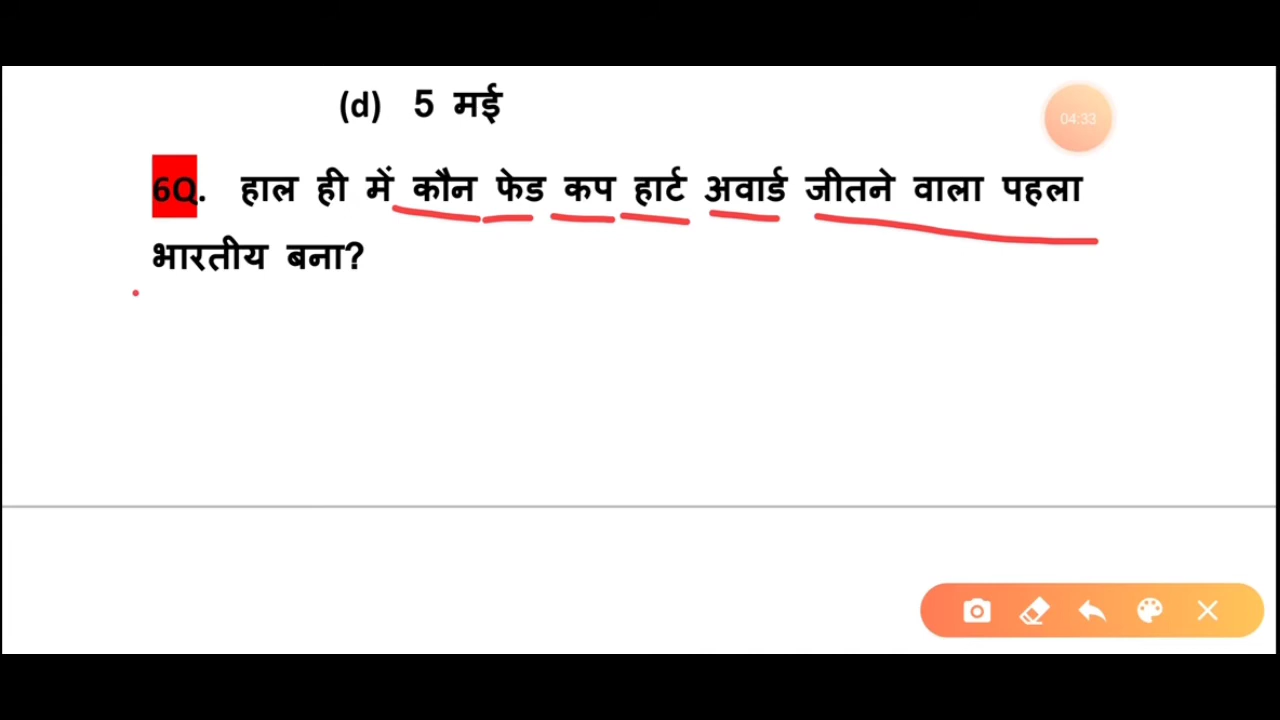 (d) 5 मई
04:33
6Q. हाल ही में कौन फेड कप हार्ट अवार्ड जीतने वाला पहला
भारतीय बना?